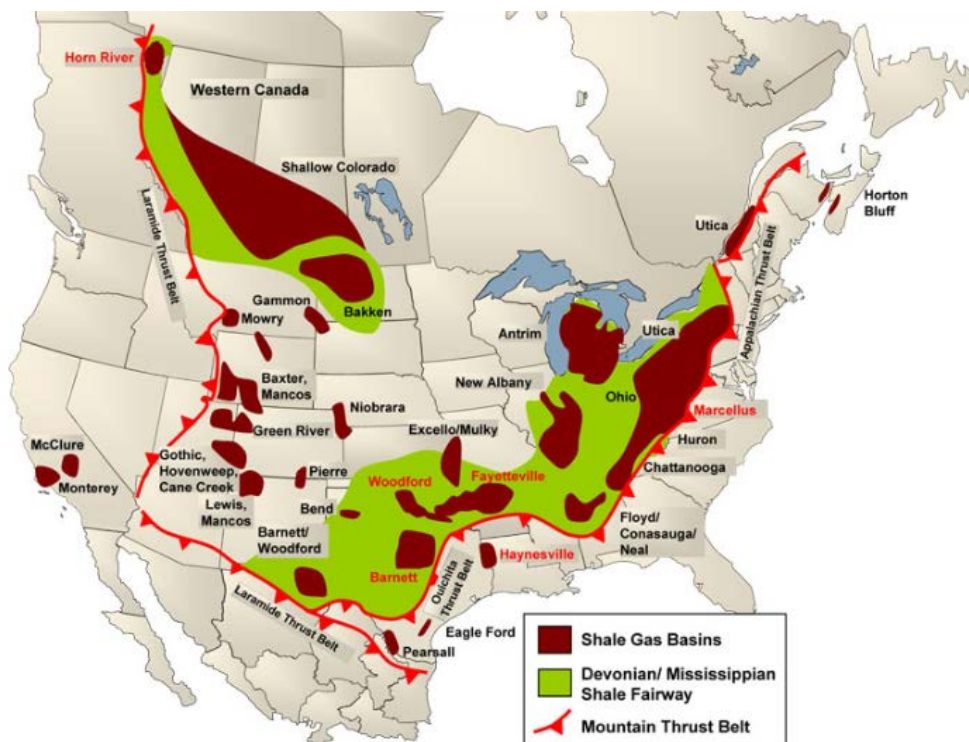 Horn River
Western Canada
Shallow Colorado
Laramide Thrust Belt
Horton
Bluff
Utica
Appalachian Thrust Belt
Gammon
Mowry
Bakken
Antrim
Utica
Baxter,
Mancos
New Albany
Ohio
Niobrara
Marcellus
Green River
Excello/Mulky
McClure
Huron
Gothic,
Hovenweep,
Cane Creek
Pierre
Woodford
Fayetteville
Chattanooga
Monterey
Lewis,
Mancos
Bend
Barnett/
Woodford
Floyd/
Conasauga/
Neal
Haynesville
Barnett
Ouichita
Thrust Belt
Laramide Thrust Belt
Eagle Ford
Pearsall
Shale Gas Basins
Devonian/ Mississippian
Shale Fairway
Mountain Thrust Belt